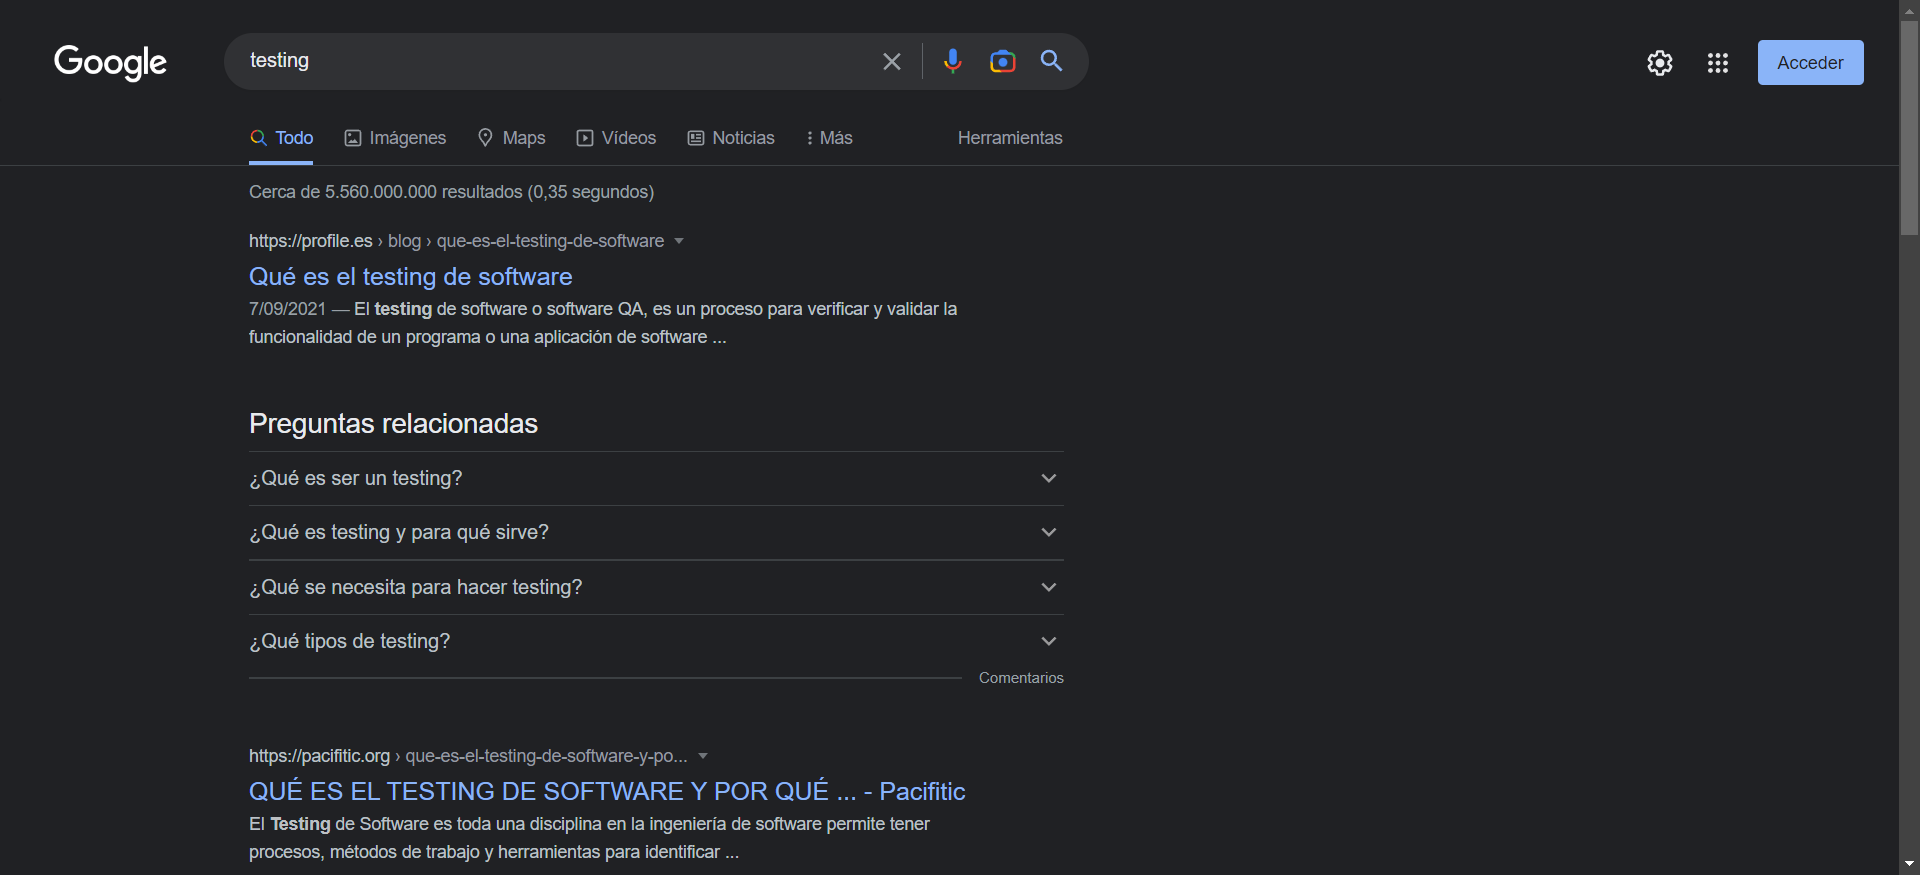 Google
testing
Acceder
Todo
Imágenes
Maps
Vídeos
Noticias
Más
Herramientas
Cerca de 5.560.000.000 resultados (0,35 segundos)
https://profile.es › blog › que-es-el-testing-de-software
Qué es el testing de software
7/09/2021 — El testing de software o software QA, es un proceso para verificar y validar la
funcionalidad de un programa o una aplicación de software ...
Preguntas relacionadas
¿Qué es ser un testing?
¿Qué es testing y para qué sirve?
¿Qué se necesita para hacer testing?
¿Qué tipos de testing?
Comentarios
https://pacifitic.org › que-es-el-testing-de-software-y-po...
QUÉ ES EL TESTING DE SOFTWARE Y POR QUÉ ... - Pacifitic
El Testing de Software es toda una disciplina en la ingeniería de software permite tener
procesos, métodos de trabajo y herramientas para identificar ...